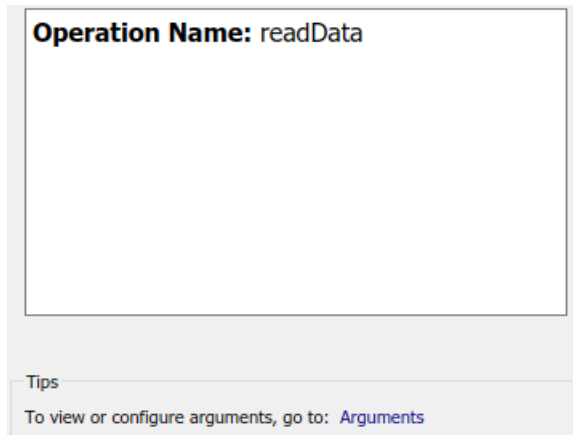 Operation Name: readData
Tips
To view or configure arguments, go to: Arguments